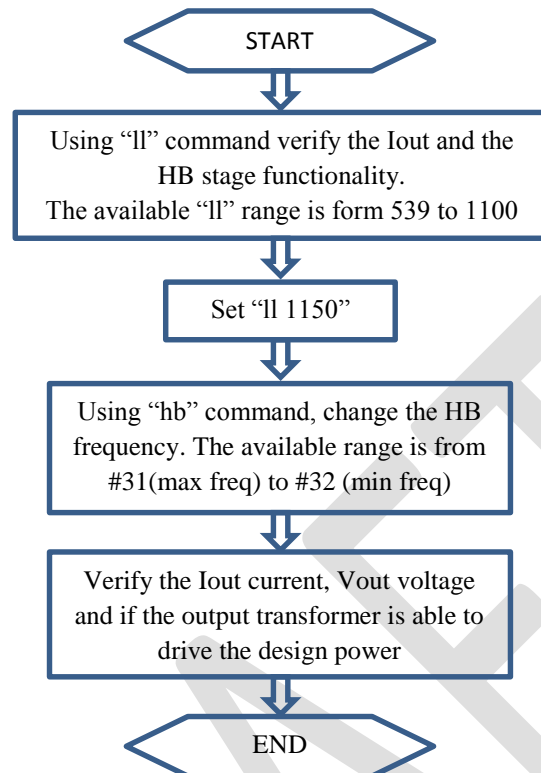 START
Using “ll” command verify the Iout and the
HB stage functionality.
The available “ll” range is form 539 to 1100
Set “ll 1150”
Using “hb” command, change the HB
frequency. The available range is from
#31(max freq) to #32 (min freq)
Verify the Iout current, Vout voltage
and if the output transformer is able to
drive the design power
END